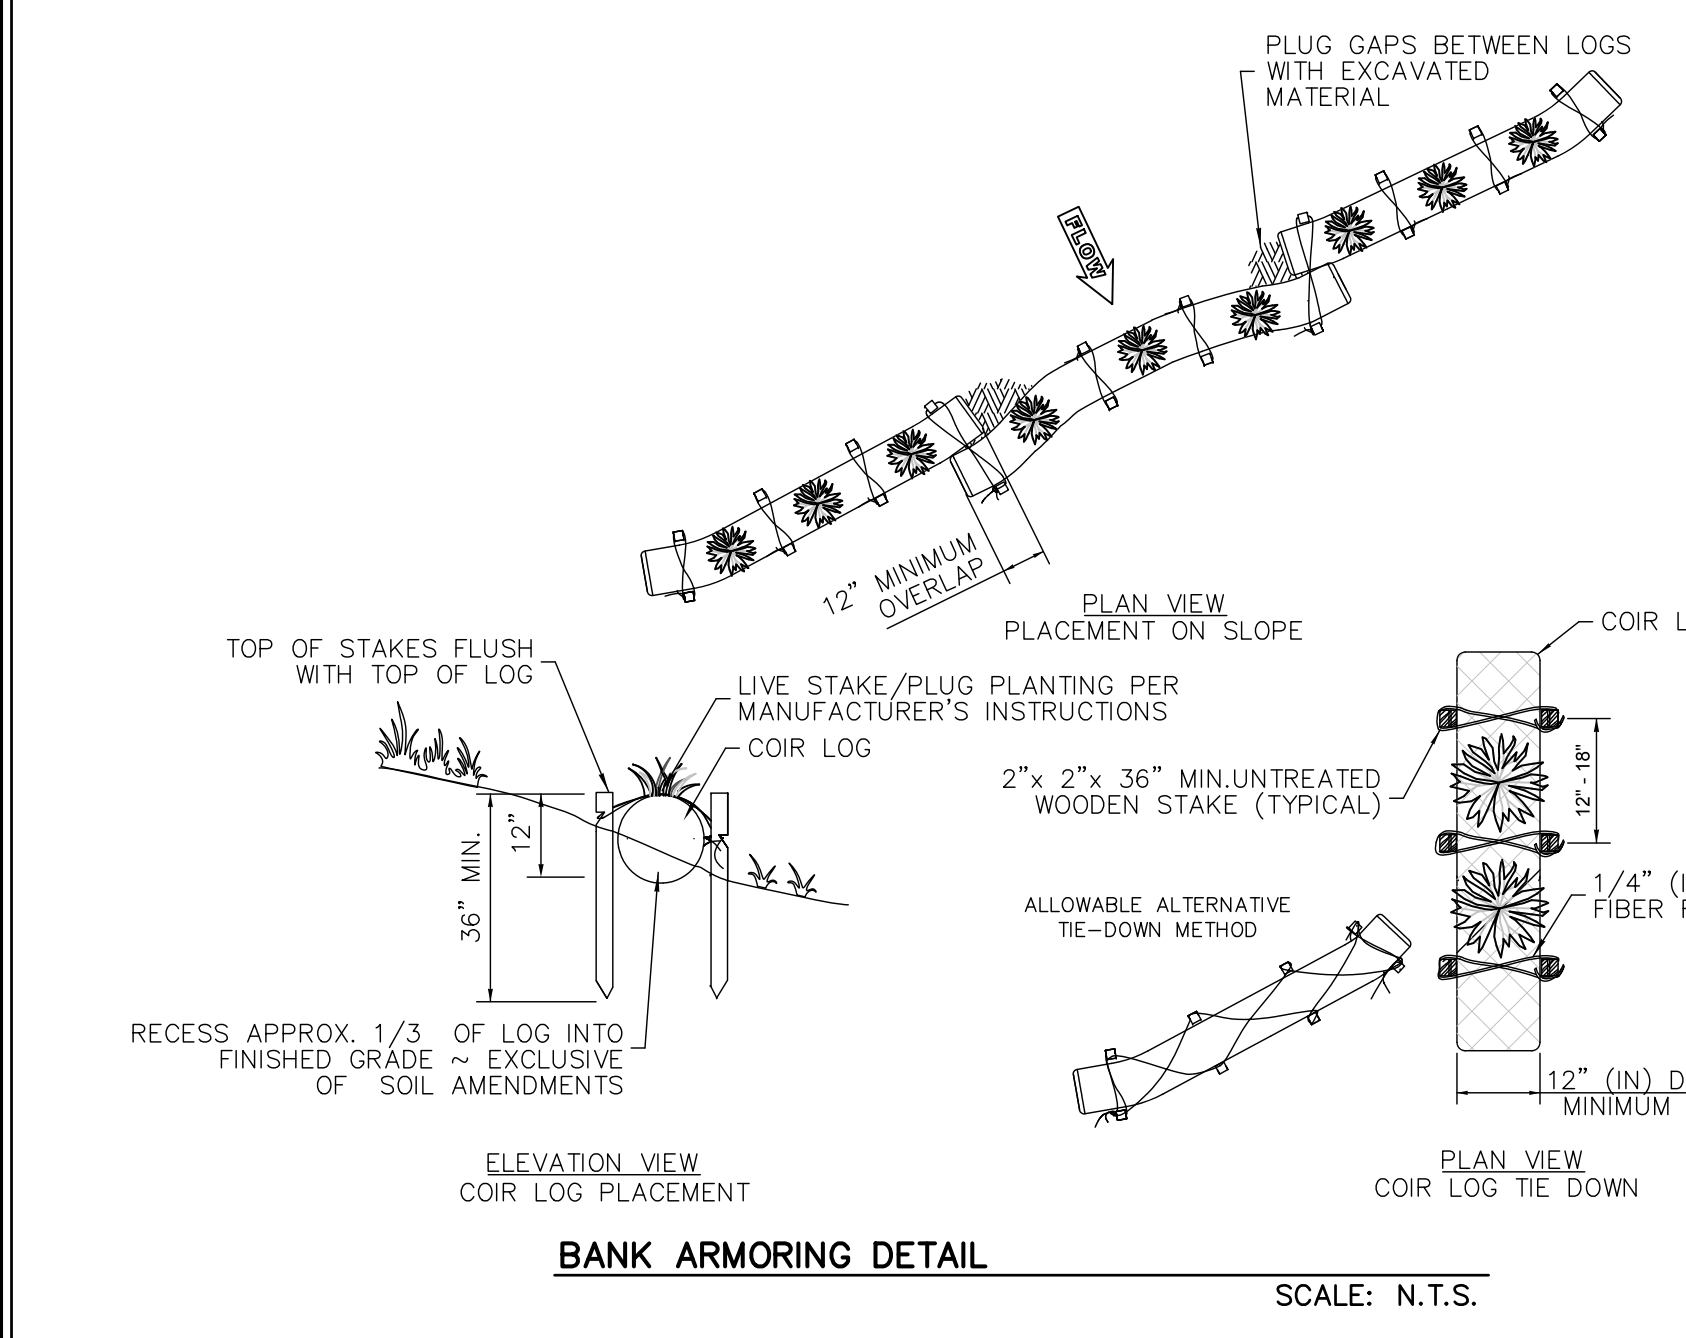 PLUG GAPS BETWEEN LOGS
WITH EXCAVATED
MATERIAL
FLOW
12" MINIMUM
OVERLAP
PLAN VIEW
PLACEMENT ON SLOPE
TOP OF STAKES FLUSH
WITH TOP OF LOG
LIVE STAKE/PLUG PLANTING PER
MANUFACTURER'S INSTRUCTIONS
COIR LOG
12"
36" MIN.
RECESS APPROX. 1/3 OF LOG INTO
FINISHED GRADE ~ EXCLUSIVE
OF SOIL AMENDMENTS
ELEVATION VIEW
COIR LOG PLACEMENT
COIR
2"x 2"x 36" MIN.UNTREATED
WOODEN STAKE (TYPICAL)
12" - 18"
1/4"
FIBER
ALLOWABLE ALTERNATIVE
TIE-DOWN METHOD
12" (IN)
MINIMUM
PLAN VIEW
COIR LOG TIE DOWN
BANK ARMORING DETAIL
SCALE: N.T.S.